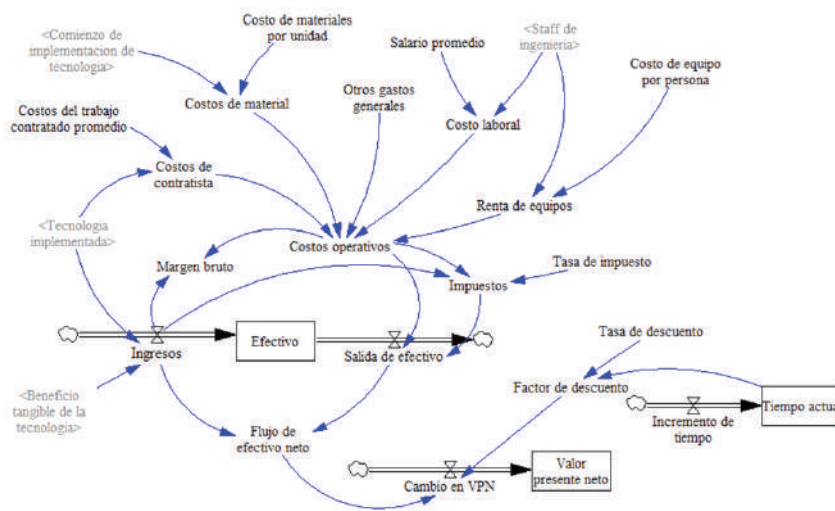 <Comienzo de
implementacion de
tecnologia>
Costo de materiales
por unidad
Salario promedio
<Staff de
ingenieria>
Costo de equipo
por persona
Costos de material
Otros gastos
generales
Costos del trabajo
contratado promedio
Costo laboral
Costos de
contratista
Renta de equipos
<Tecnologia
implementada>
Costos operativos
Margen bruto
Tasa de impuesto
Impuestos
Tasa de descuento
Ingresos
Efectivo
Salida de efectivo
<Beneficio
tangible de la
tecnologia>
Factor de descuento
Tiempo actual
Incremento de
tiempo
Flujo de
efectivo neto
Cambio en VPN
Valor
presente neto